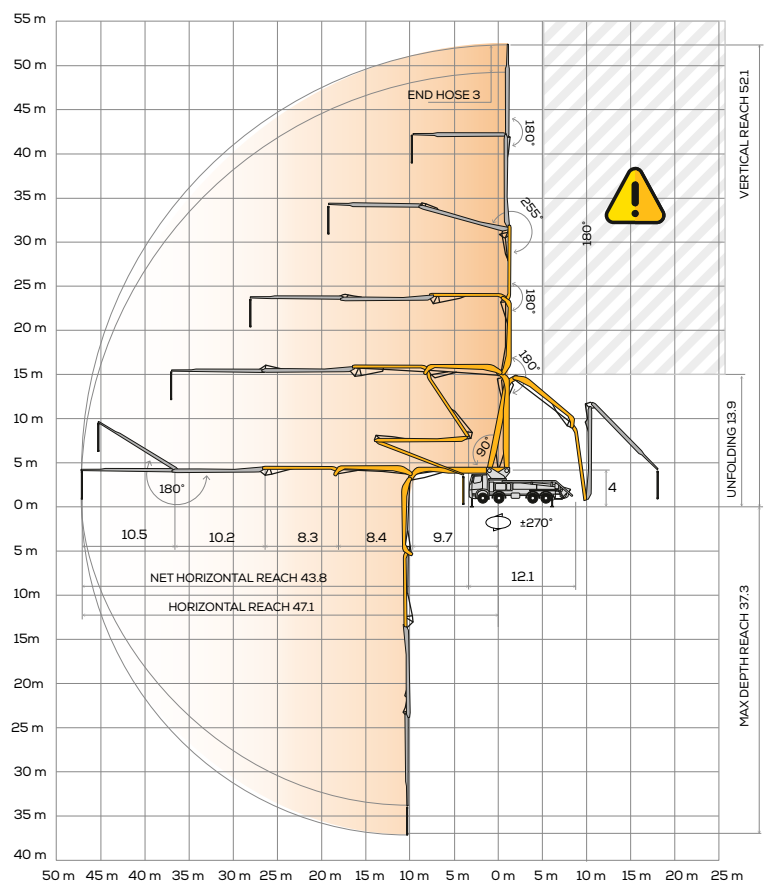 55 m
50 m
45 m
40 m
35 m
30 m
25 m
20 m
15 m
10 m
5 m
0 m
5 m
10m
15m
20m
25 m
30 m
35 m
40 m
50 m 45 m 40 m 35 m 30 m 25 m 20 m 15 m 10 m 5 m 0 m 5 m 10 m 15 m 20 m 25 m
END HOSE 3
180°
255°
180°
180°
180°
90°
180°
4
±270°
10.5 10.2 8.3 8.4 9.7
12.1
NET HORIZONTAL REACH 43.8
HORIZONTAL REACH 47.1
VERTICAL REACH 52.1
UNFOLDING 13.9
MAX DEPTH REACH 37.3